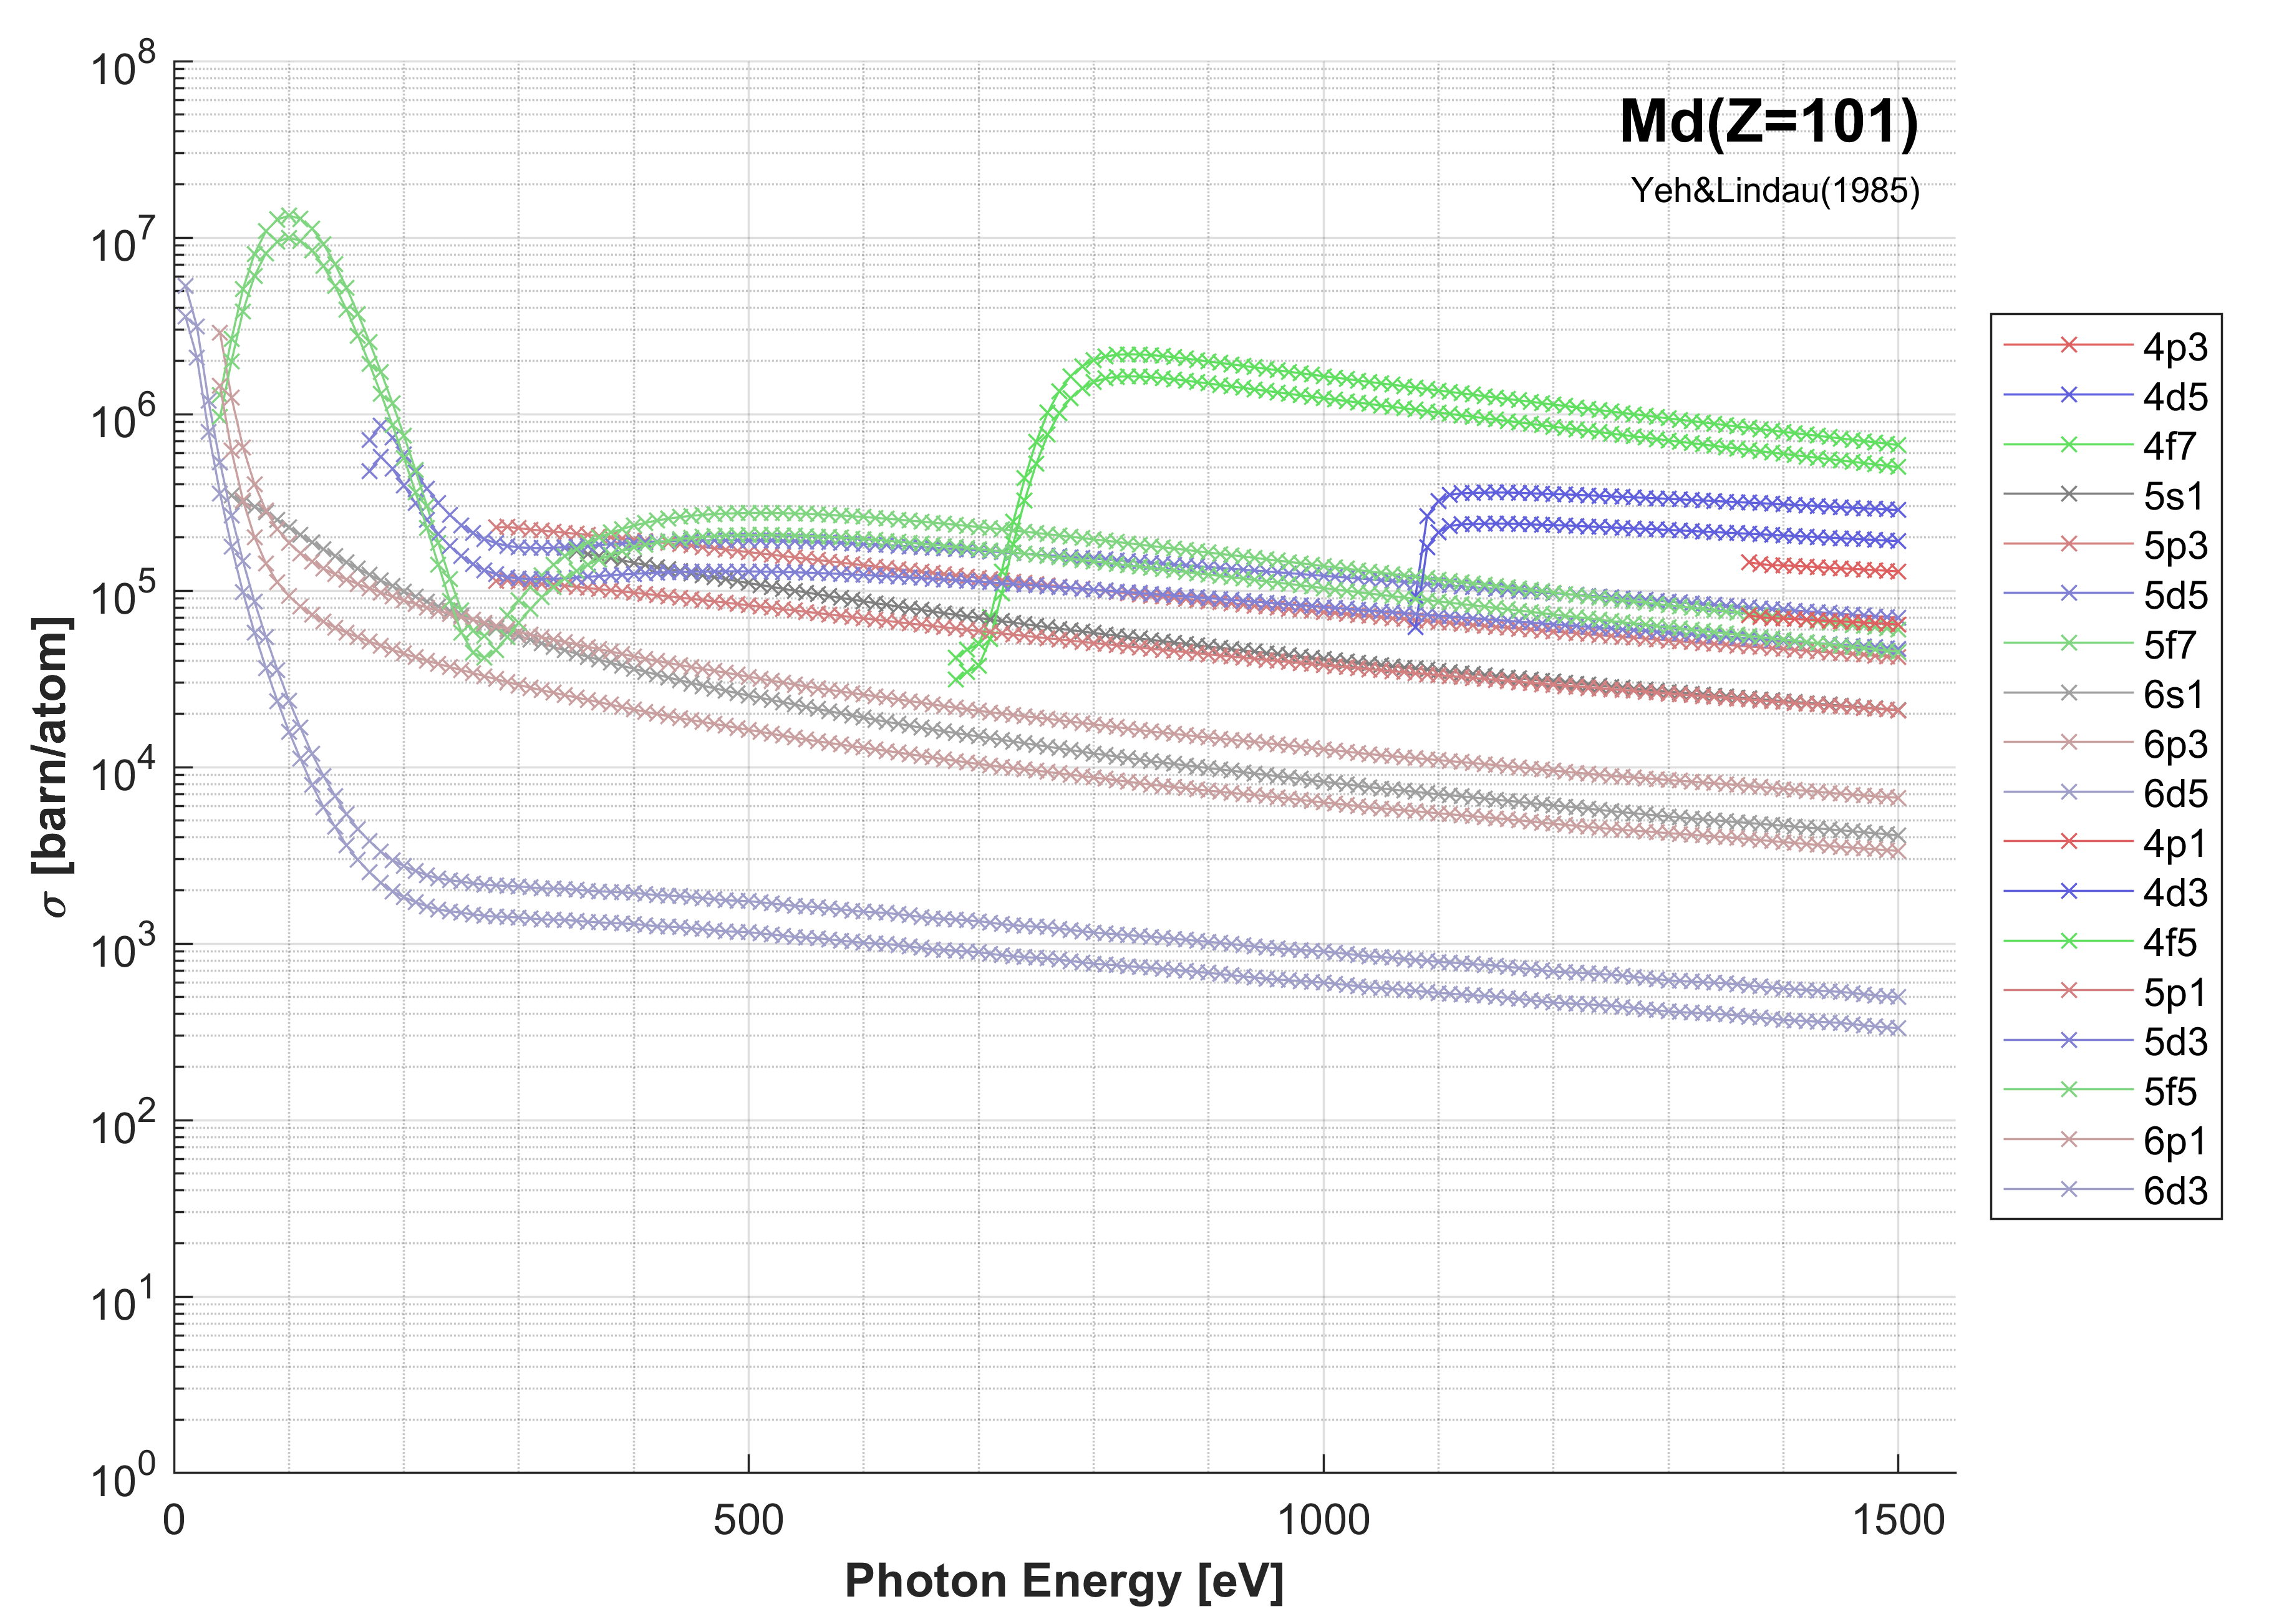 Md(Z=101)
Yeh&Lindau(1985)
10^8
10^7
10^6
10^5
10^4
10^3
10^2
10^1
10^0
σ [barn/atom]
0
500
1000
1500
Photon Energy [eV]
4p3
4d5
4f7
5s1
5p3
5d5
5f7
6s1
6p3
6d5
4p1
4d3
4f5
5p1
5d3
5f5
6p1
6d3